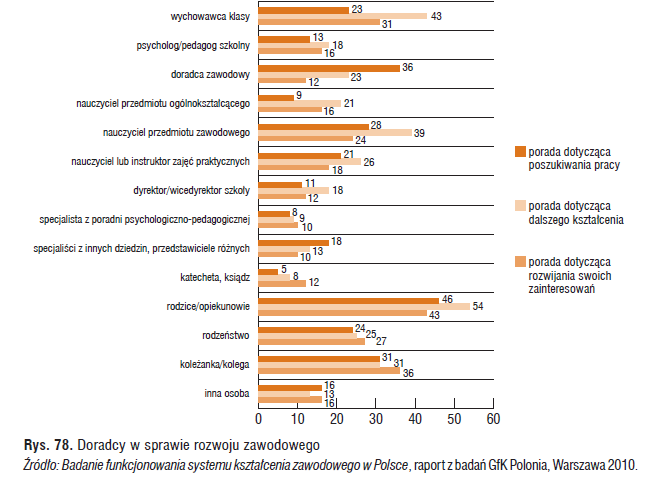 wychowawca klasy
23
43
31
psycholog/pedagog szkolny
13
18
16
doradca zawodowy
36
23
12
nauczyciel przedmiotu ogólnokształcącego
9
21
16
nauczyciel przedmiotu zawodowego
28
39
24
nauczyciel lub instruktor zajęć praktycznych
21
26
18
dyrektor/wicedyrektor szkoły
11
18
12
specjalista z poradni psychologiczno-pedagogicznej
8
9
10
specjaliści z innych dziedzin, przedstawiciele różnych
18
13
10
katecheta, ksiądz
5
8
12
rodzice/opiekunowie
46
54
43
rodzeństwo
24
25
27
koleżanka/kolega
31
31
36
inna osoba
16
13
16
0 10 20 30 40 50 60
porada dotycząca
poszukiwania pracy
porada dotycząca
dalszego kształcenia
porada dotycząca
rozwijania swoich
zainteresowań
Rys. 78. Doradcy w sprawie rozwoju zawodowego
Źródło: Badanie funkcjonowania systemu kształcenia zawodowego w Polsce, raport z badań GfK Polonia, Warszawa 2010.